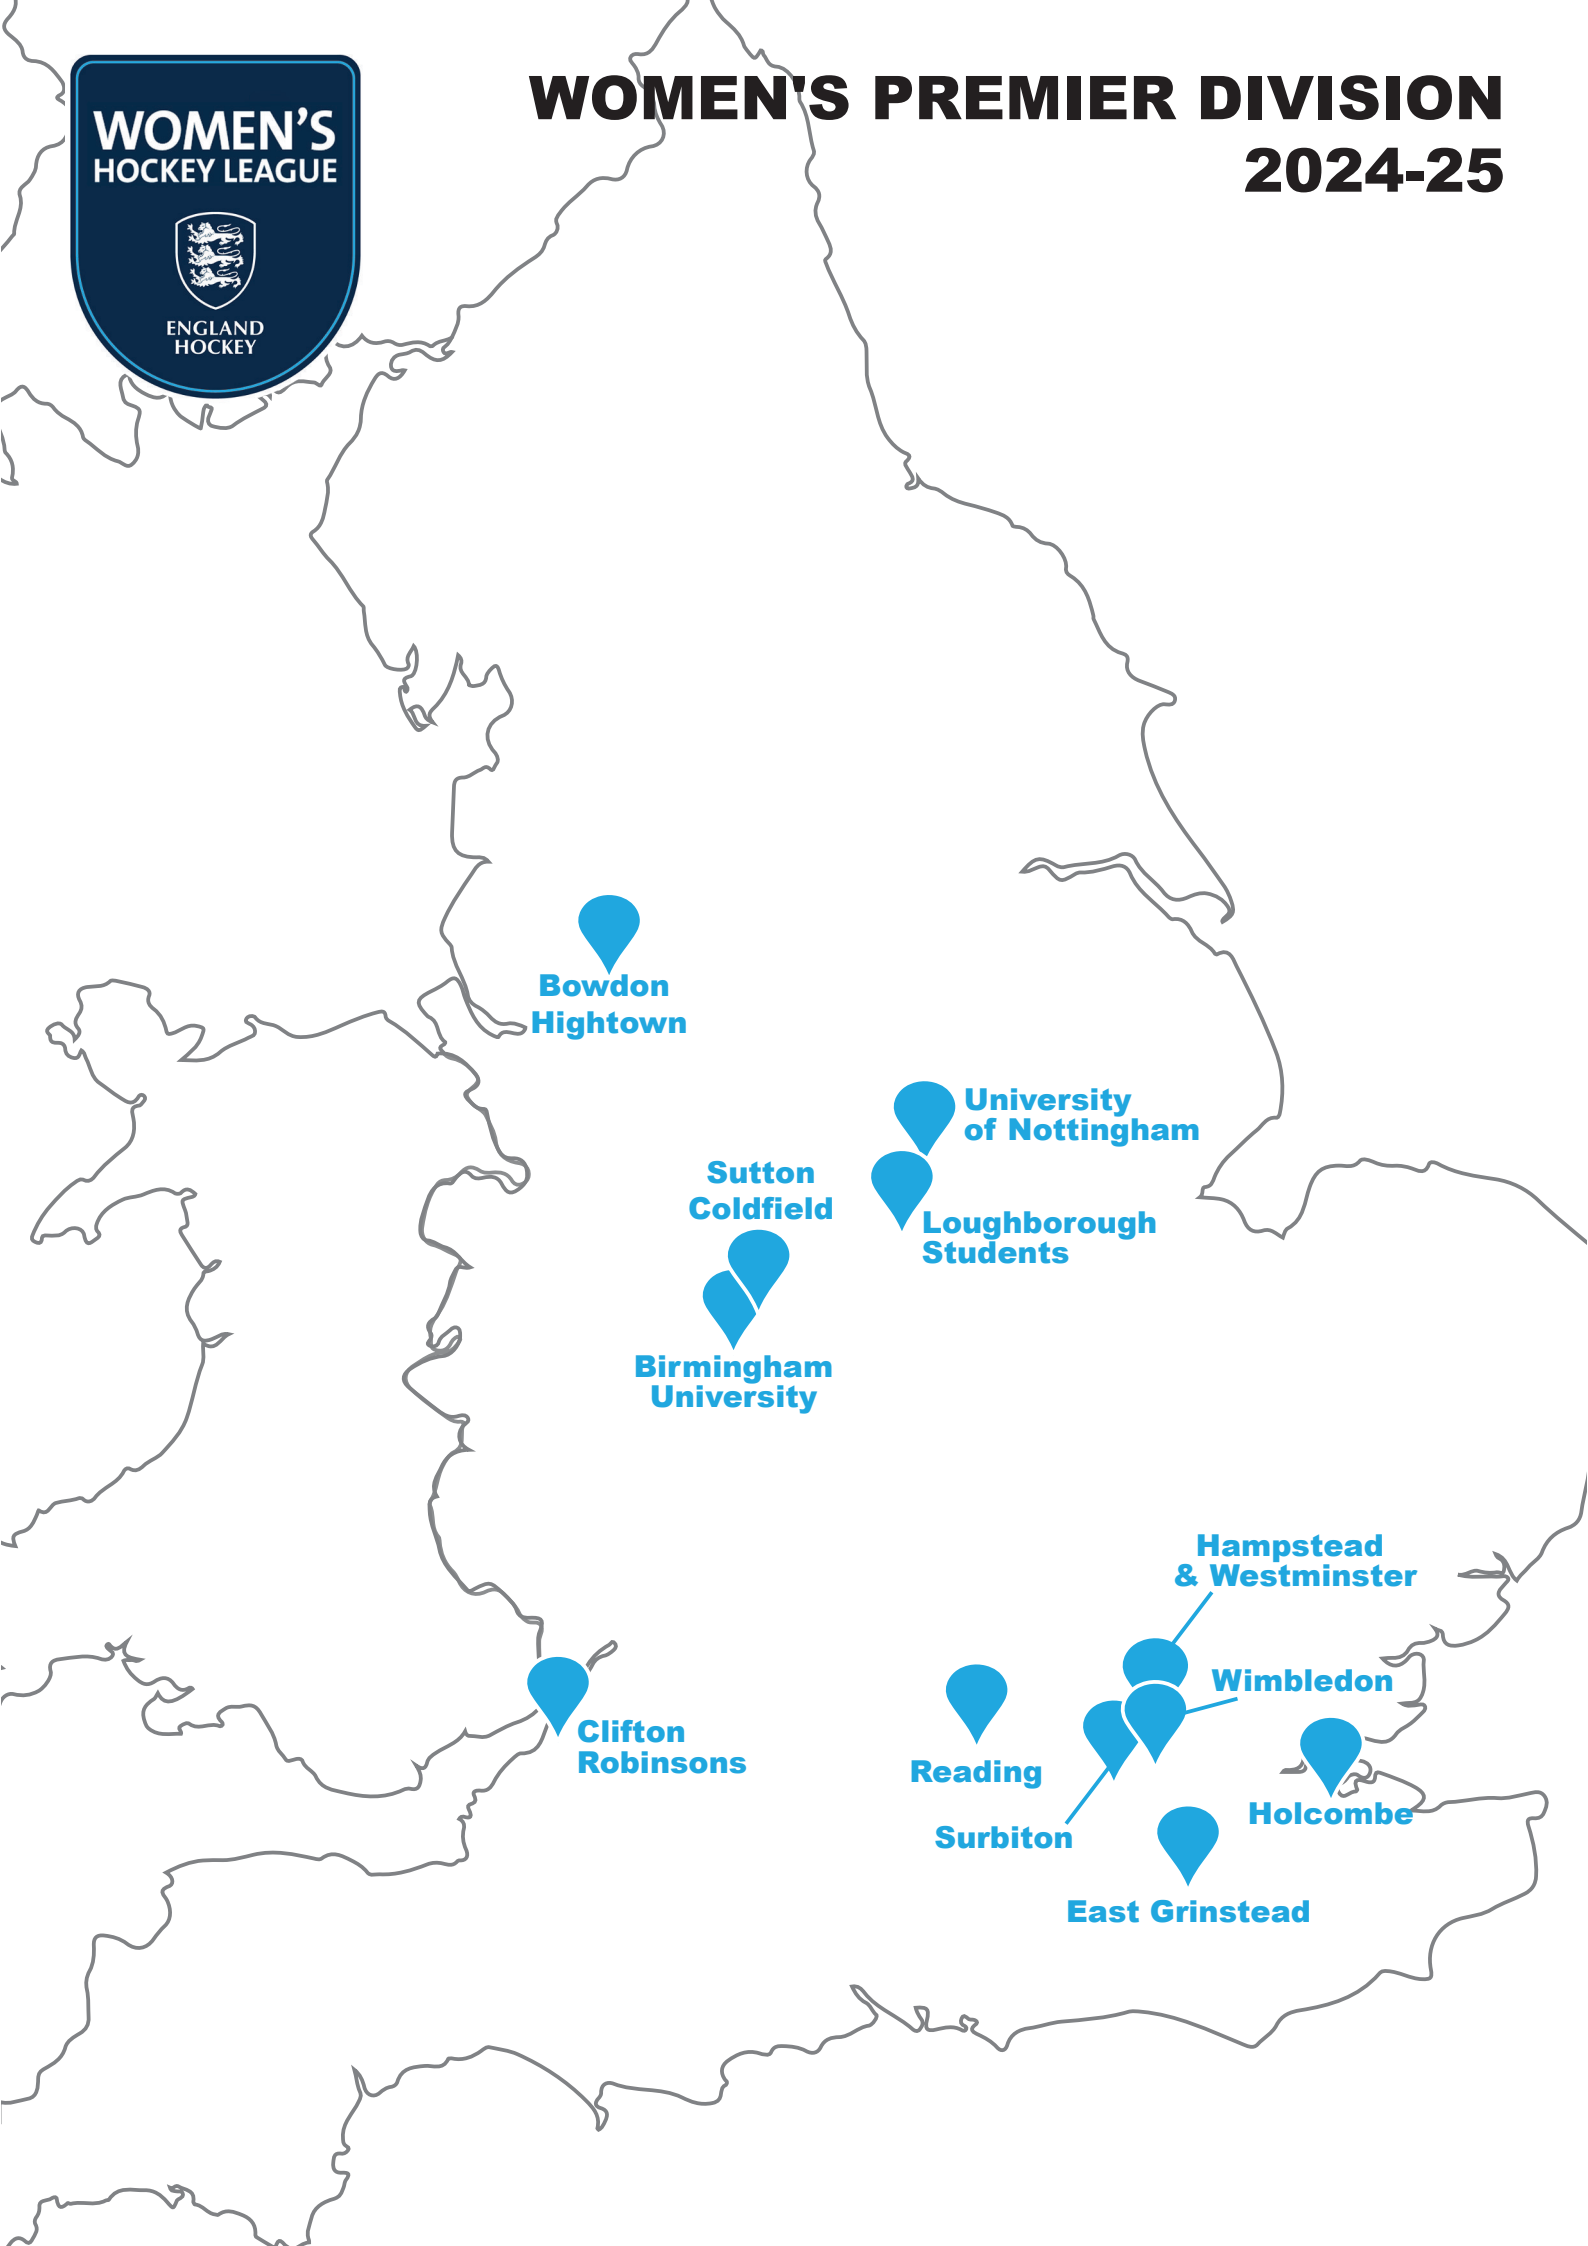 WOMEN'S PREMIER DIVISION
2024-25
WOMEN’S
HOCKEY LEAGUE
ENGLAND
HOCKEY
Bowdon
Hightown
University
of Nottingham
Sutton
Coldfield
Loughborough
Students
Birmingham
University
Hampstead
& Westminster
Wimbledon
Clifton
Robinsons
Reading
Holcombe
Surbiton
East Grinstead